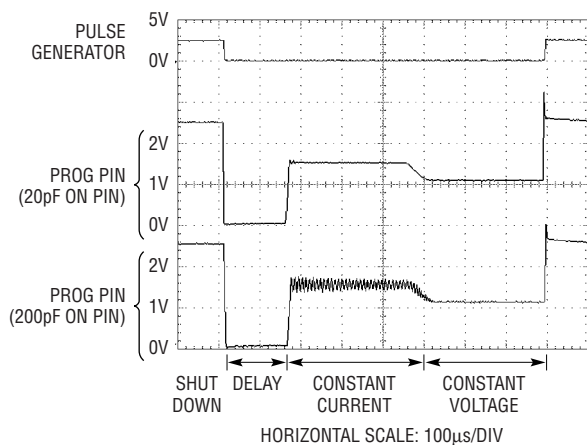 5V
PULSE
GENERATOR
0V
2V
PROG PIN
(20pF ON PIN)
1V
0V
2V
PROG PIN
(200pF ON PIN)
1V
0V
SHUT
DOWN
DELAY
CONSTANT
CURRENT
CONSTANT
VOLTAGE
HORIZONTAL SCALE: 100µs/DIV